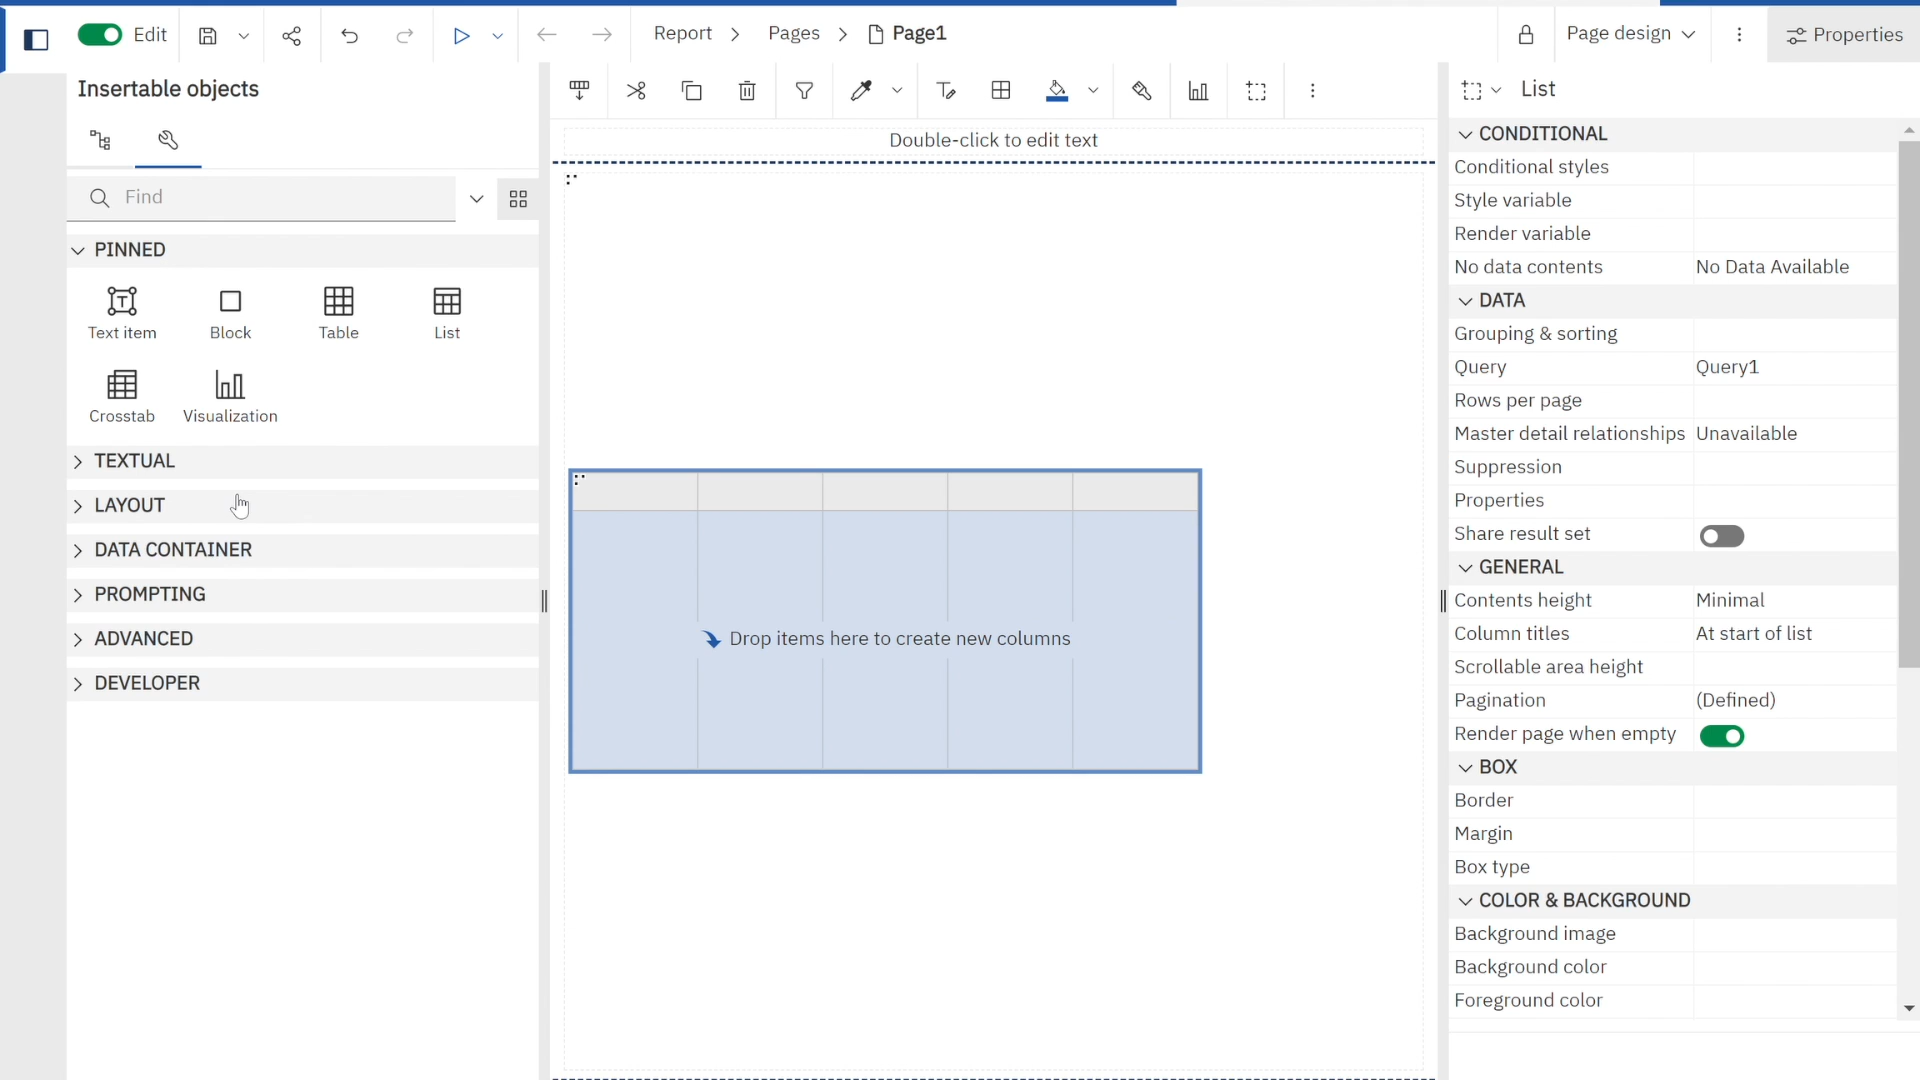 Edit
Report
Pages
Page1
Page design
Properties
Insertable objects
Find
PINNED
Text item
Block
Table
List
Crosstab
Visualization
TEXTUAL
LAYOUT
DATA CONTAINER
PROMPTING
ADVANCED
DEVELOPER
Double-click to edit text
Drop items here to create new columns
List
CONDITIONAL
Conditional styles
Style variable
Render variable
No data contents No Data Available
DATA
Grouping & sorting
Query Query1
Rows per page
Master detail relationships Unavailable
Suppression
Properties
Share result set
GENERAL
Contents height Minimal
Column titles At start of list
Scrollable area height
Pagination (Defined)
Render page when empty
BOX
Border
Margin
Box type
COLOR & BACKGROUND
Background image
Background color
Foreground color